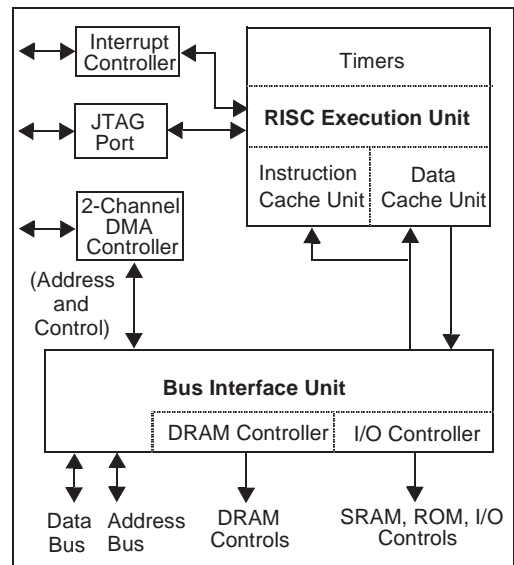 Interrupt
Controller
Timers
JTAG
Port
RISC Execution Unit
Instruction
Cache Unit
Data
Cache Unit
2-Channel
DMA
Controller
(Address
and
Control)
Bus Interface Unit
DRAM Controller
I/O Controller
Data
Bus
Address
Bus
DRAM
Controls
SRAM, ROM, I/O
Controls